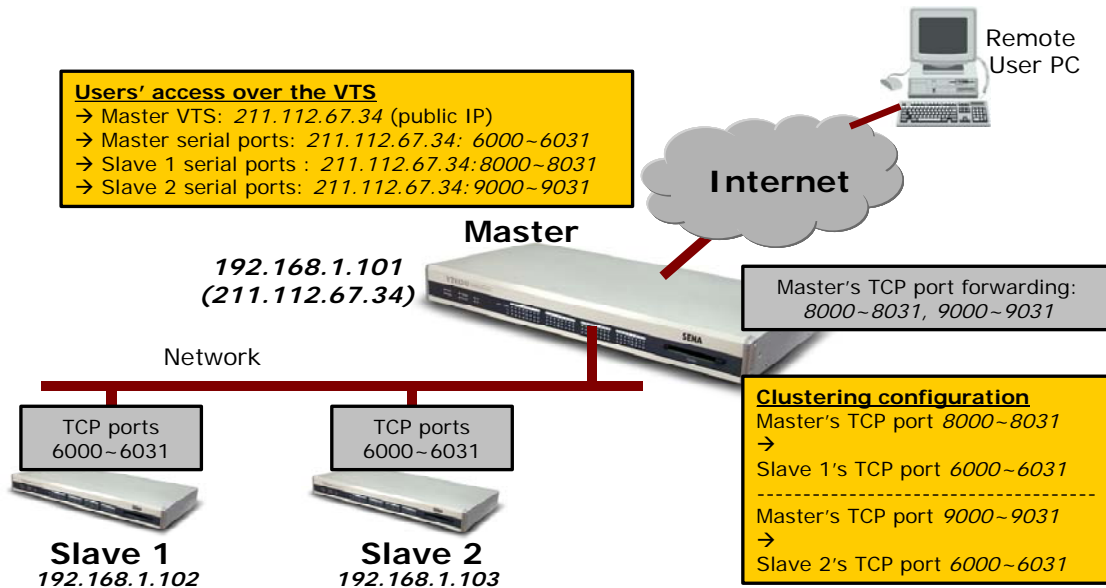 Remote
User PC
Users' access over the VTS
→ Master VTS: 211.112.67.34 (public IP)
→ Master serial ports: 211.112.67.34: 6000~6031
→ Slave 1 serial ports : 211.112.67.34:8000~8031
→ Slave 2 serial ports: 211.112.67.34:9000~9031
Internet
Master
192.168.1.101
(211.112.67.34)
SENA
Master's TCP port forwarding:
8000~8031, 9000~9031
Network
TCP ports
6000~6031
TCP ports
6000~6031
Clustering configuration
Master's TCP port 8000~8031
→
Slave 1's TCP port 6000~6031
------------------------------------
Master's TCP port 9000~9031
→
Slave 2's TCP port 6000~6031
Slave 1
192.168.1.102
Slave 2
192.168.1.103